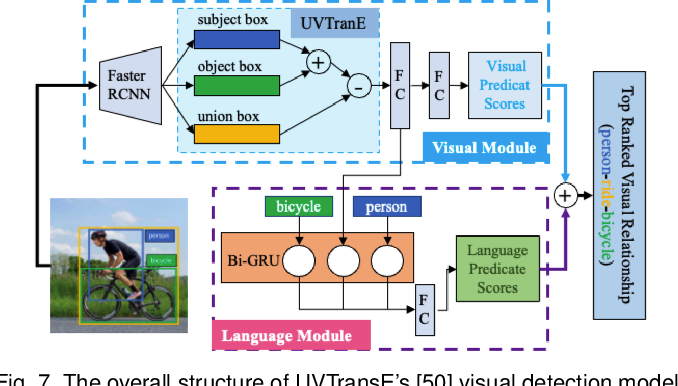 subject box
UVTranE
Faster
RCNN
object box
union box
+
-
F
C
F
C
Visual
Predicat
Scores
Visual Module
person
bicycle
bicycle
person
Bi-GRU
F
C
Language
Predicate
Scores
Language Module
+
Top Ranked Visual Relationship
(person-ride-bicycle)
Fig. 7. The overall structure of UVTransE's [50] visual detection model